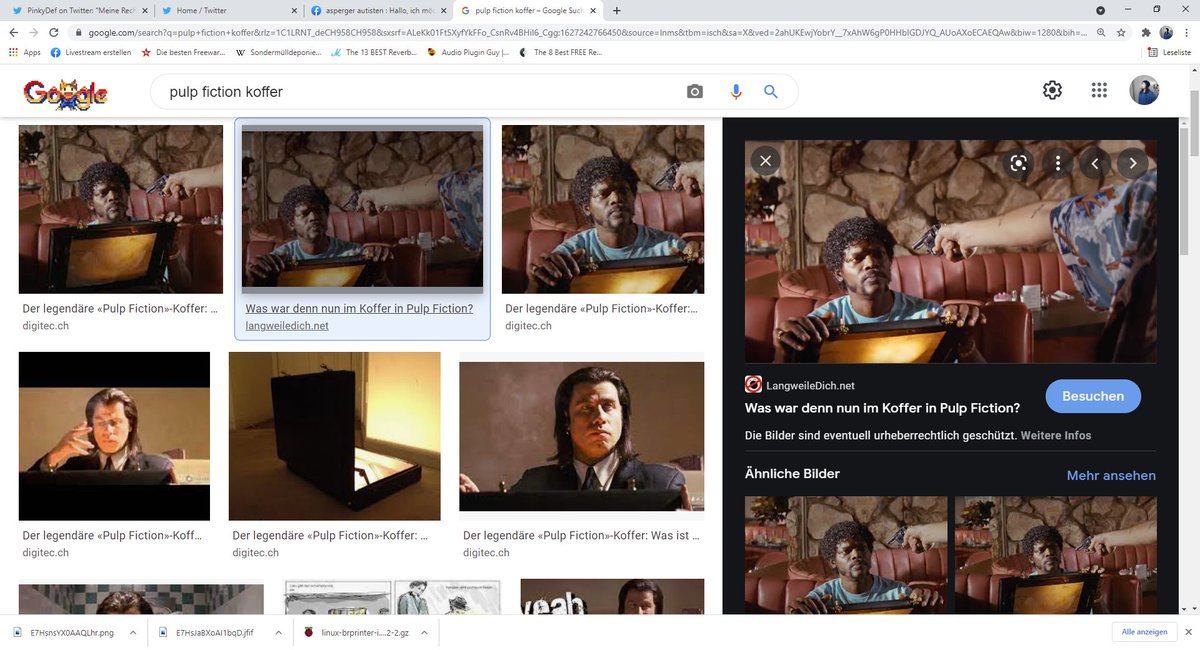 PinkyDef on Twitter: "Meine Rech
Home / Twitter
asperger autisten : Hallo, ich möc
pulp fiction koffer – Google Such
google.com/search?q=pulp+fiction+koffer&rlz=1C1LRNT_deCH958CH958&sxsrf=ALeKk01Ft5XyfYkFFo_CsnRv4BHiI6_Cgg:1627242766450&source=lnms&tbm=isch&sa=X&ved=2ahUKEwjYobrY__7xAhW6gP0HHbIGDJYQ_AUoAXoECAEQAw&biw=1280&bih=...
Apps
Livestream erstellen
Die besten Freewar...
Sondermülldeponie...
The 13 BEST Reverb...
Audio Plugin Guy |...
The 8 Best FREE Re...
Leseliste
Google
pulp fiction koffer
Der legendäre «Pulp Fiction»-Koffer: ...
digitec.ch
Was war denn nun im Koffer in Pulp Fiction?
langweiledich.net
Der legendäre «Pulp Fiction»-Koffer:...
digitec.ch
Der legendäre «Pulp Fiction»-Koff...
digitec.ch
Der legendäre «Pulp Fiction»-Koffer: ...
digitec.ch
Der legendäre «Pulp Fiction»-Koffer: Was ist ...
digitec.ch
yeah
LangweileDich.net
Was war denn nun im Koffer in Pulp Fiction?
Besuchen
Die Bilder sind eventuell urheberrechtlich geschützt. Weitere Infos
Ähnliche Bilder
Mehr ansehen
E7HsnsYX0AAQLhr.png
E7HsJaBXoAI1bqD.jfif
linux-brprinter-i....2-2.gz
Alle anzeigen